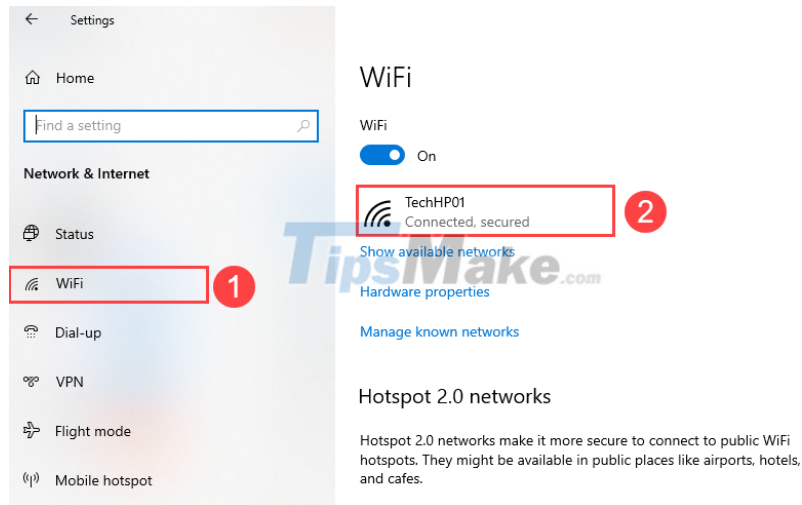 Settings
Home
Find a setting
Network & Internet
Status
WiFi
1
Dial-up
VPN
Flight mode
Mobile hotspot
WiFi
WiFi
On
TechHP01
Connected, secured
2
Show available networks
TipsMake.com
Hardware properties
Manage known networks
Hotspot 2.0 networks
Hotspot 2.0 networks make it more secure to connect to public WiFi
hotspots. They might be available in public places like airports, hotels,
and cafes.